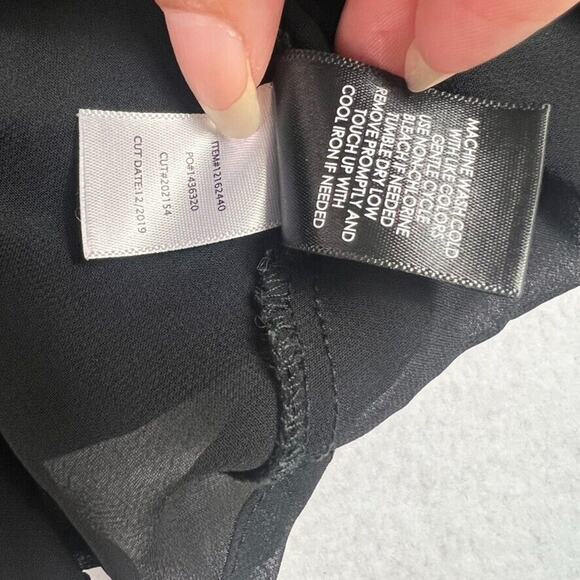 ITEM#12162440
PO#1436320
CUT#202154
CUT DATE:12/2019
MACHINE WASH COLD
WITH LIKE COLORS
GENTLE CYCLE
USE NON-CHLORINE
BLEACH IF NEEDED
TUMBLE DRY LOW
REMOVE PROMPTLY AND
TOUCH UP WITH
COOL IRON IF NEEDED